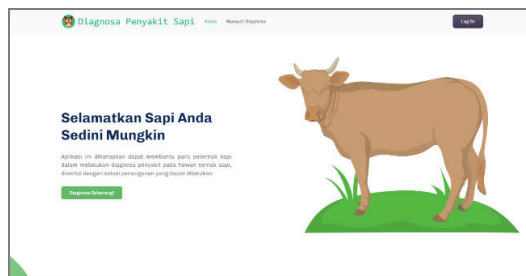 Diagnosa Penyakit Sapi
Home
Riwayat Diagnosa
Log In
Selamatkan Sapi Anda
Sedini Mungkin
Aplikasi ini diharapkan dapat membantu para peternak sapi
dalam melakukan diagnosa penyakit pada hewan ternak sapi,
disertai dengan solusi penanganan yang dapat dilakukan.
Diagnosa Sekarang!